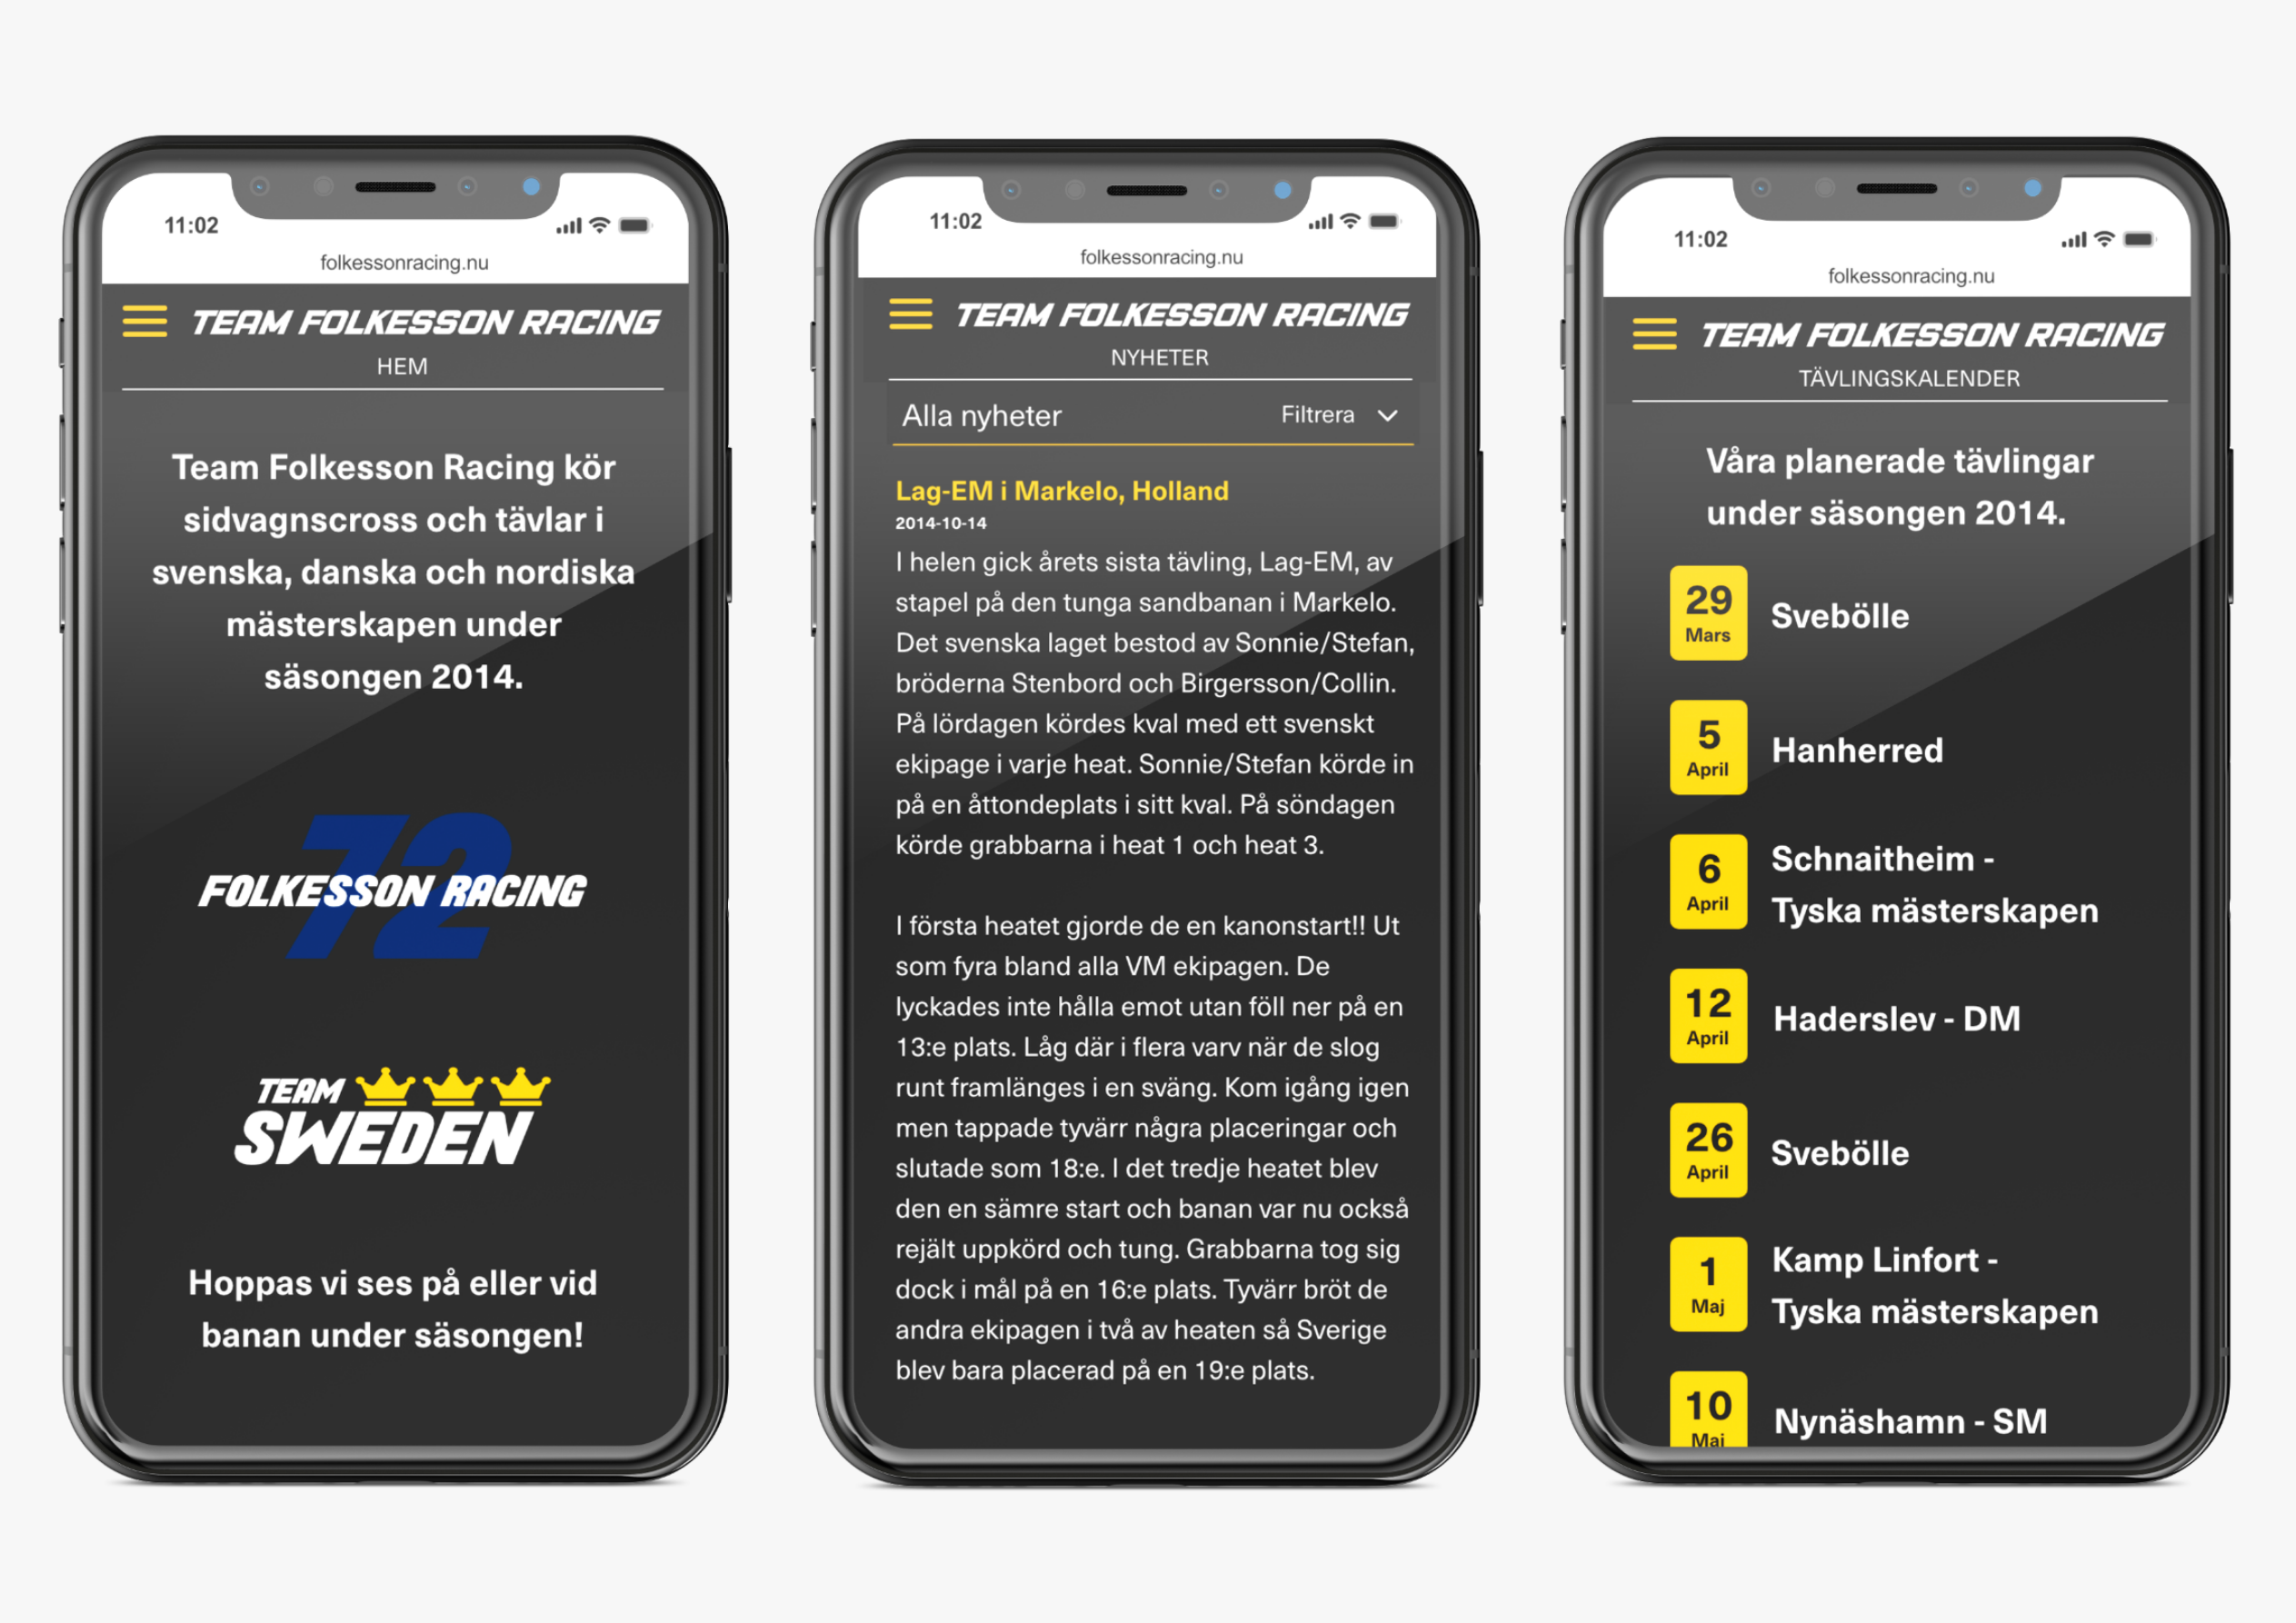 11:02
folkessonracing.nu
TEAM FOLKESSON RACING
HEM
Team Folkesson Racing kör
sidvagnscross och tävlar i
svenska, danska och nordiska
mästerskapen under
säsongen 2014.
72
FOLKESSON RACING
TEAM
SWEDEN
Hoppas vi ses på eller vid
banan under säsongen!
11:02
folkessonracing.nu
TEAM FOLKESSON RACING
NYHETER
Alla nyheter Filtrera
Lag-EM i Markelo, Holland
2014-10-14
I helen gick årets sista tävling, Lag-EM, av
stapel på den tunga sandbanan i Markelo.
Det svenska laget bestod av Sonnie/Stefan,
bröderna Stenbord och Birgersson/Collin.
På lördagen kördes kval med ett svenskt
ekipage i varje heat. Sonnie/Stefan körde in
på en åttondeplats i sitt kval. På söndagen
körde grabbarna i heat 1 och heat 3.
I första heatet gjorde de en kanonstart!! Ut
som fyra bland alla VM ekipagen. De
lyckades inte hålla emot utan föll ner på en
13:e plats. Låg där i flera varv när de slog
runt framlänges i en sväng. Kom igång igen
men tappade tyvärr några placeringar och
slutade som 18:e. I det tredje heatet blev
den en sämre start och banan var nu också
rejält uppkörd och tung. Grabbarna tog sig
dock i mål på en 16:e plats. Tyvärr bröt de
andra ekipagen i två av heaten så Sverige
blev bara placerad på en 19:e plats.
11:02
folkessonracing.nu
TEAM FOLKESSON RACING
TÄVLINGSKALENDER
Våra planerade tävlingar
under säsongen 2014.
29
Mars
Svebölle
5
April
Hanherred
6
April
Schnaitheim -
Tyska mästerskapen
12
April
Haderslev - DM
26
April
Svebölle
1
Maj
Kamp Linfort -
Tyska mästerskapen
10
Maj
Nynäshamn - SM